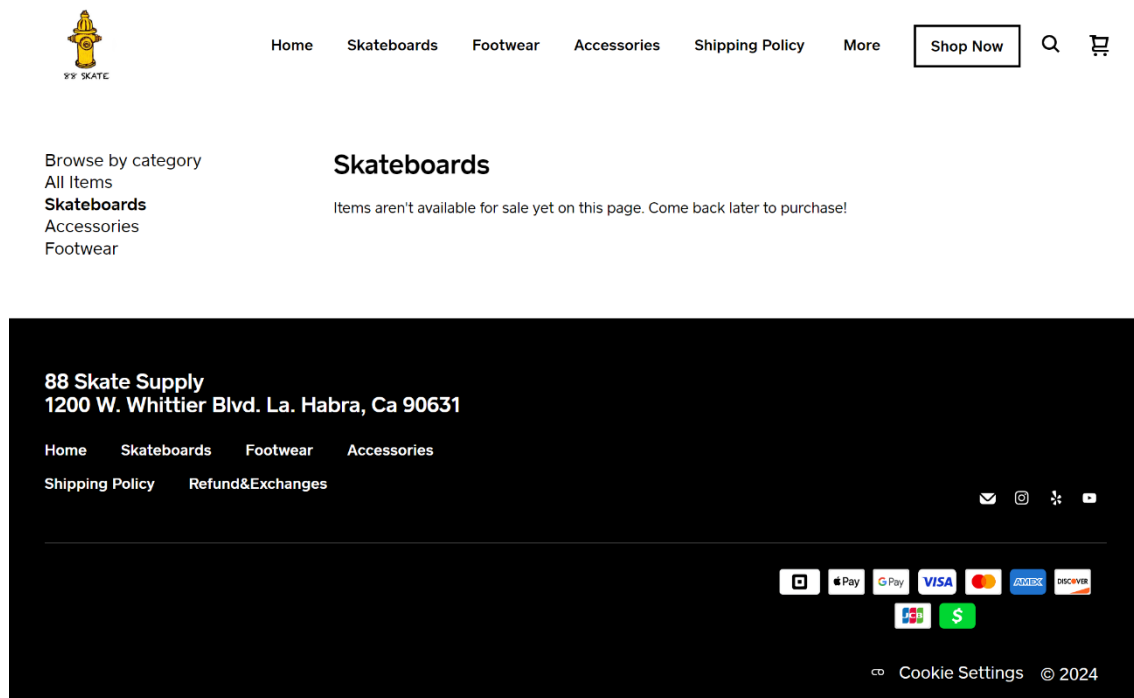 88 SKATE
Home Skateboards Footwear Accessories Shipping Policy More Shop Now
Browse by category
All Items
Skateboards
Accessories
Footwear
Skateboards
Items aren't available for sale yet on this page. Come back later to purchase!
88 Skate Supply
1200 W. Whittier Blvd. La. Habra, Ca 90631
Home Skateboards Footwear Accessories
Shipping Policy Refund&Exchanges
Pay G Pay VISA AMEX DISCOVER
JCB $
Cookie Settings © 2024